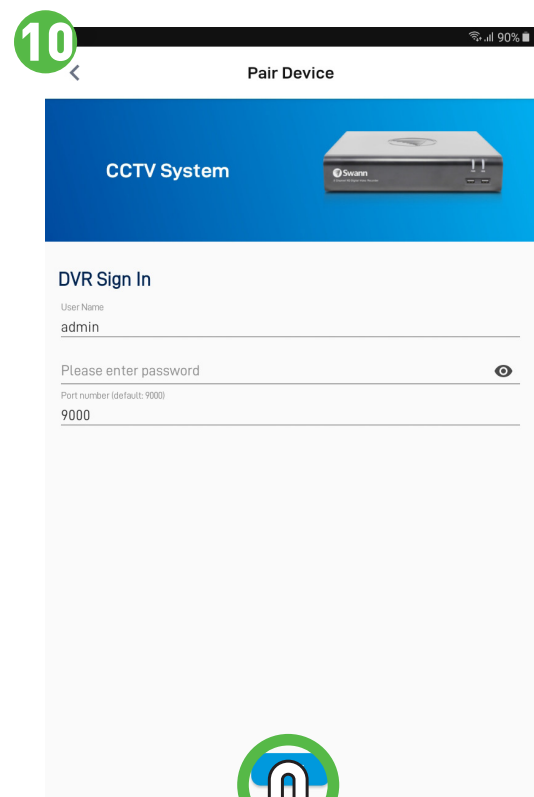 10
90%
Pair Device
CCTV System
Swann
DVR Sign In
User Name
admin
Please enter password
Port number (default: 9000)
9000